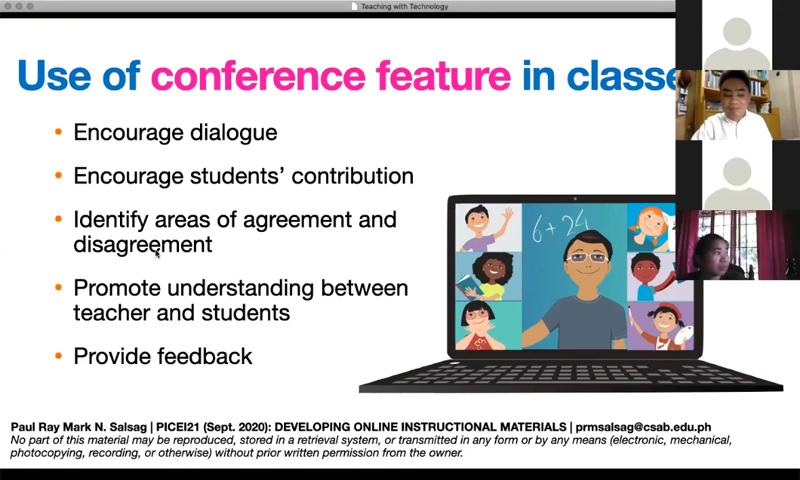 Teaching with Technology
Use of conference feature in classe
• Encourage dialogue
• Encourage students’ contribution
• Identify areas of agreement and
disagreement
• Promote understanding between
teacher and students
• Provide feedback
6+24
Paul Ray Mark N. Salsag | PICEI21 (Sept. 2020): DEVELOPING ONLINE INSTRUCTIONAL MATERIALS | prmsalsag@csab.edu.ph
No part of this material may be reproduced, stored in a retrieval system, or transmitted in any form or by any means (electronic, mechanical,
photocopying, recording, or otherwise) without prior written permission from the owner.